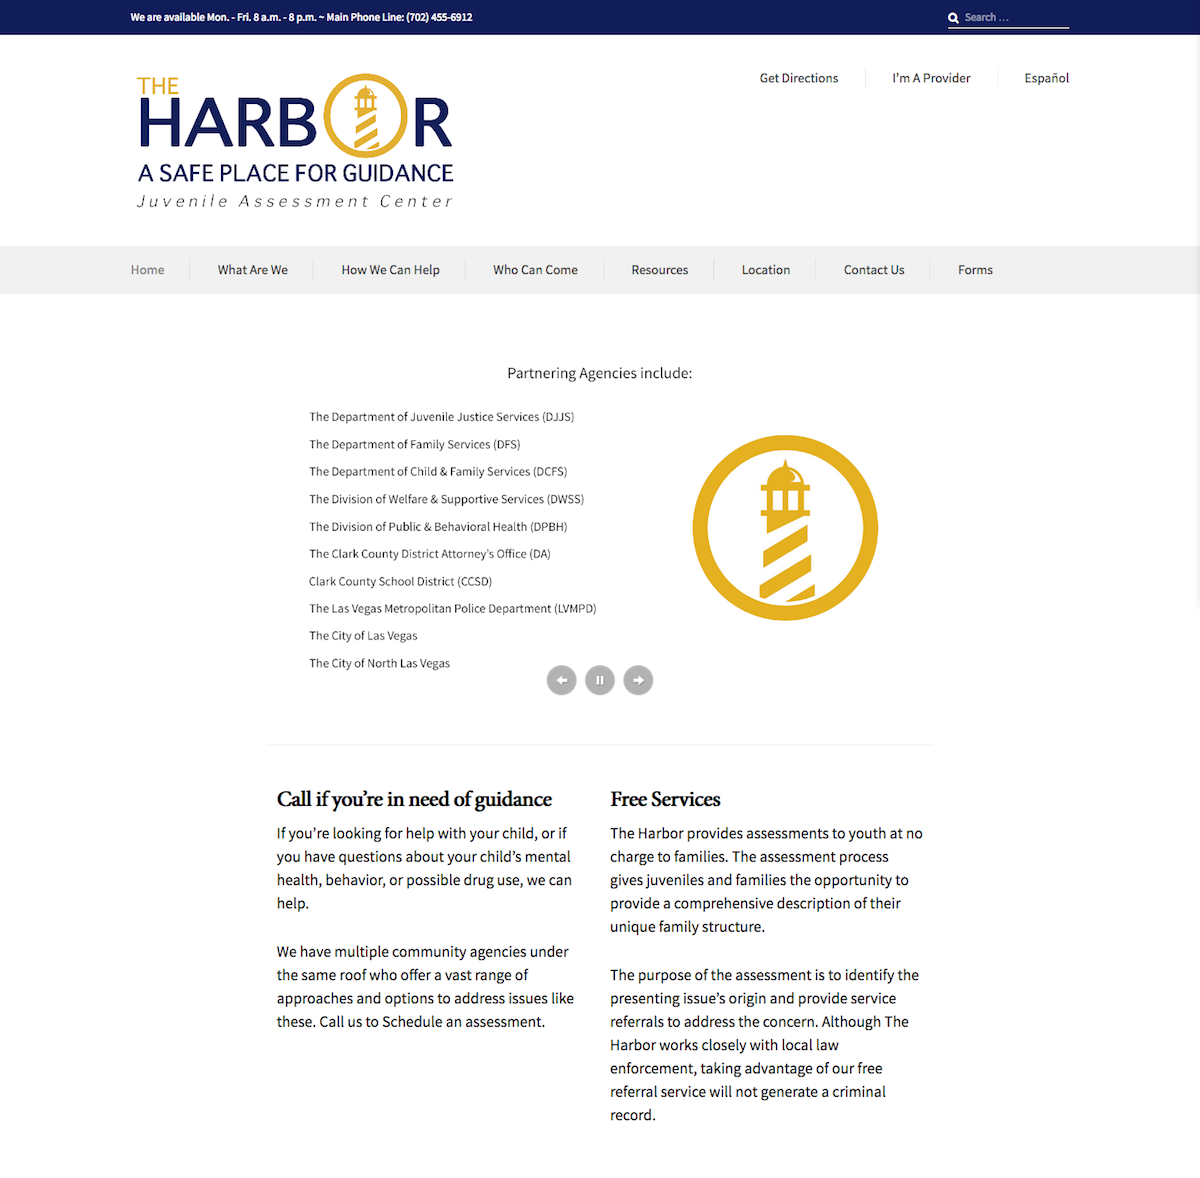 We are available Mon. - Fri. 8 a.m. - 8 p.m. ~ Main Phone Line: (702) 455-6912
Search ...
Get Directions
I'm A Provider
Español
THE
HARBOR
A SAFE PLACE FOR GUIDANCE
Juvenile Assessment Center
Home
What Are We
How We Can Help
Who Can Come
Resources
Location
Contact Us
Forms
Partnering Agencies include:
The Department of Juvenile Justice Services (DJJS)
The Department of Family Services (DFS)
The Department of Child & Family Services (DCFS)
The Division of Welfare & Supportive Services (DWSS)
The Division of Public & Behavioral Health (DPBH)
The Clark County District Attorney's Office (DA)
Clark County School District (CCSD)
The Las Vegas Metropolitan Police Department (LVMPD)
The City of Las Vegas
The City of North Las Vegas
Call if you're in need of guidance
If you're looking for help with your child, or if
you have questions about your child's mental
health, behavior, or possible drug use, we can
help.
We have multiple community agencies under
the same roof who offer a vast range of
approaches and options to address issues like
these. Call us to Schedule an assessment.
Free Services
The Harbor provides assessments to youth at no
charge to families. The assessment process
gives juveniles and families the opportunity to
provide a comprehensive description of their
unique family structure.
The purpose of the assessment is to identify the
presenting issue's origin and provide service
referrals to address the concern. Although The
Harbor works closely with local law
enforcement, taking advantage of our free
referral service will not generate a criminal
record.